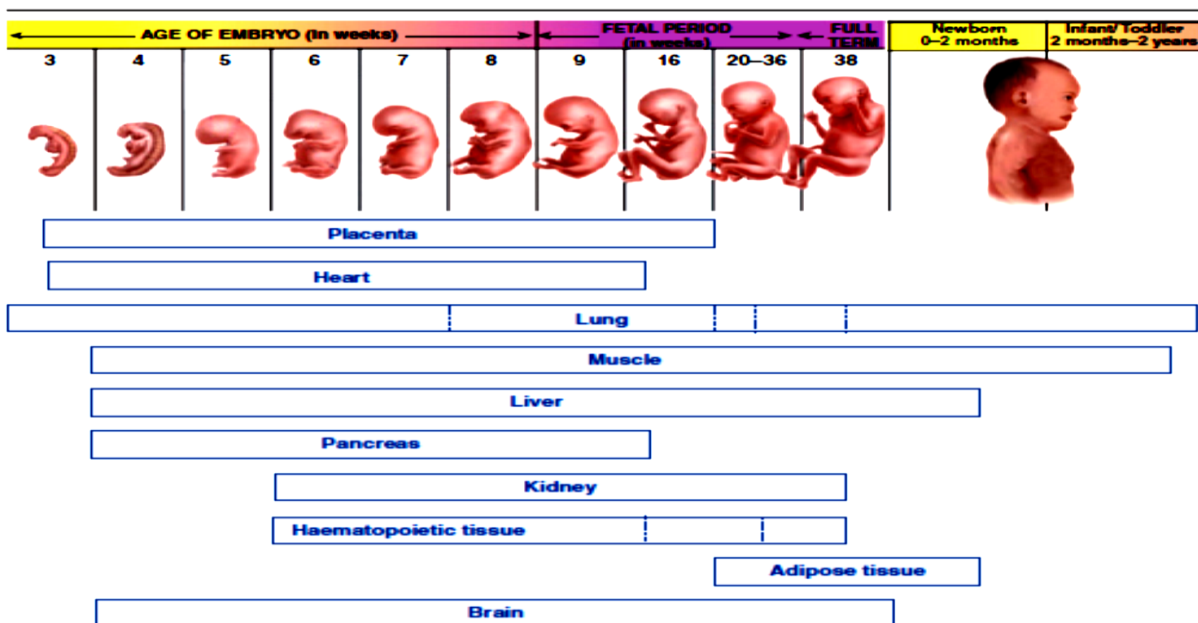 AGE OF EMBRYO (in weeks)
FETAL PERIOD
(in weeks)
FULL
TERM
Newborn
0–2 months
Infant/Toddler
2 months–2 years
3 4 5 6 7 8 9 16 20–36 38
Placenta
Heart
Lung
Muscle
Liver
Pancreas
Kidney
Haematopoietic tissue
Adipose tissue
Brain